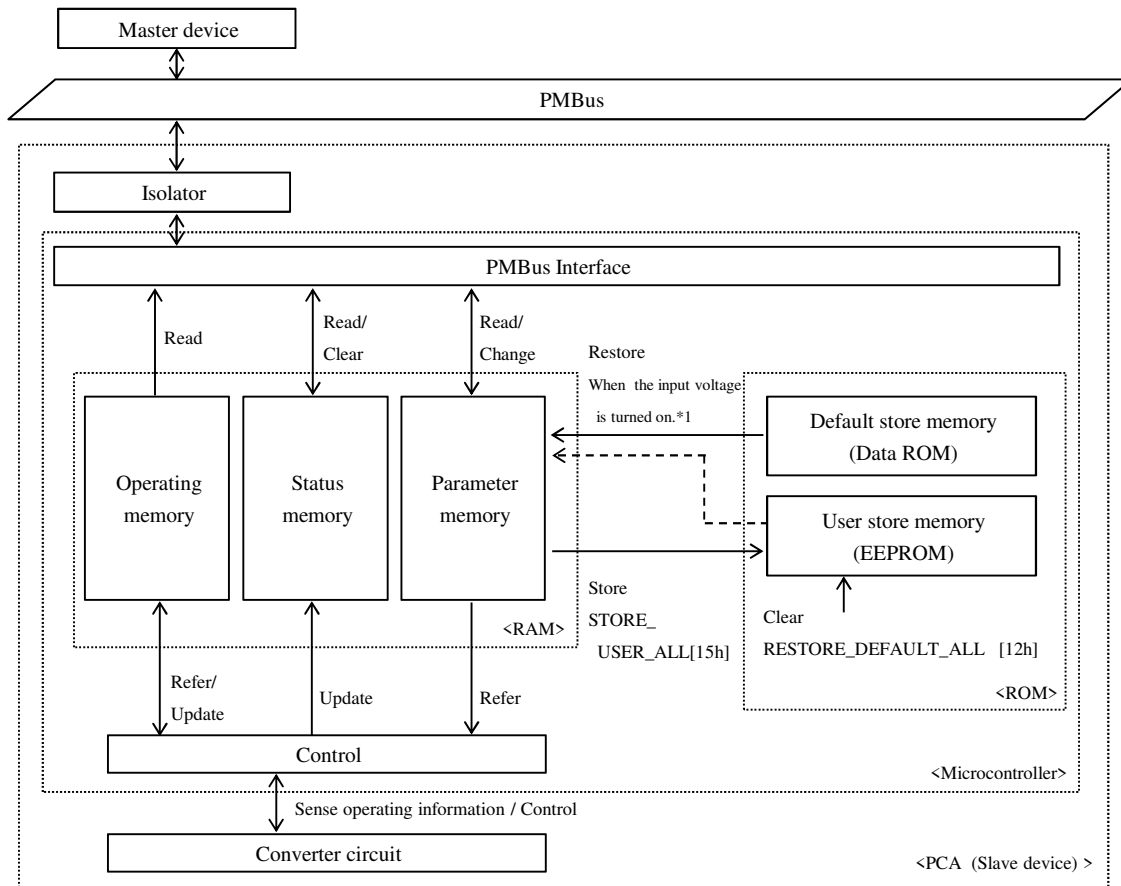 Master device
PMBus
Isolator
PMBus Interface
Read
Read/
Clear
Read/
Change
Restore
When the input voltage
is turned on.*1
Operating
memory
Status
memory
Parameter
memory
Default store memory
(Data ROM)
User store memory
(EEPROM)
<RAM>
Store
STORE_
USER_ALL[15h]
Clear
RESTORE_DEFAULT_ALL [12h]
<ROM>
Refer/
Update
Update
Refer
Control
<Microcontroller>
Sense operating information / Control
Converter circuit
<PCA (Slave device) >